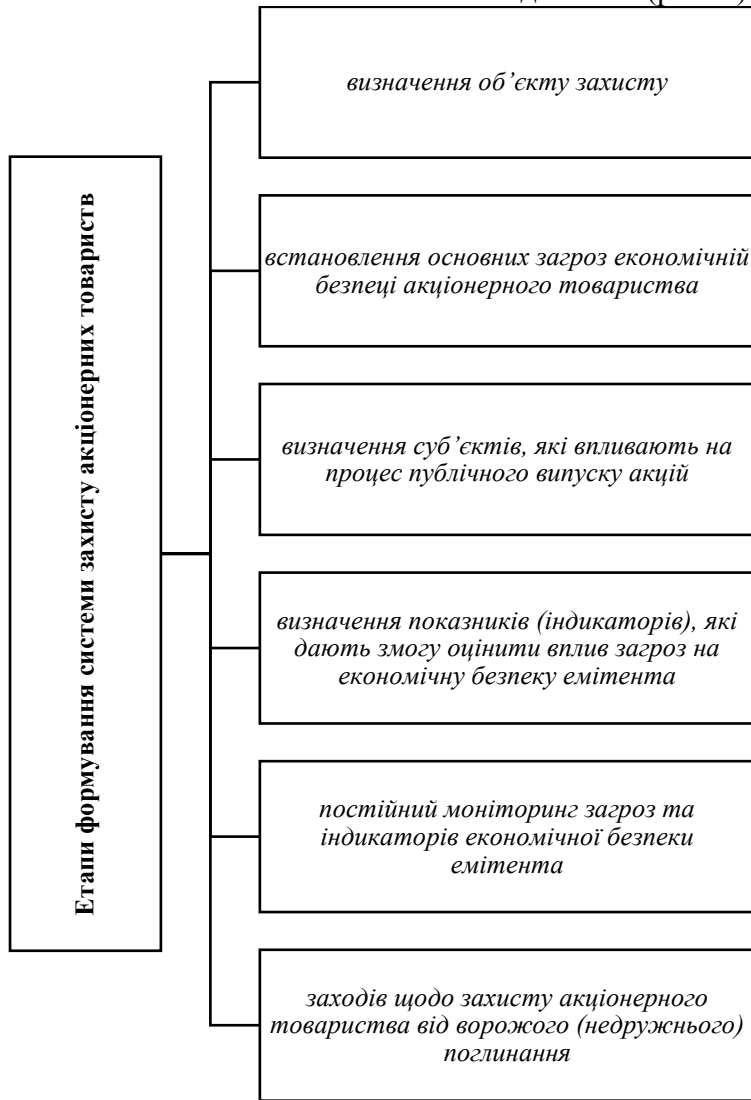 Етапи формування системи захисту акціонерних товариств
визначення об’єкту захисту
встановлення основних загроз економічній
безпеці акціонерного товариства
визначення суб’єктів, які впливають на
процес публічного випуску акцій
визначення показників (індикаторів), які
дають змогу оцінити вплив загроз на
економічну безпеку емітента
постійний моніторинг загроз та
індикаторів економічної безпеки
емітента
заходів щодо захисту акціонерного
товариства від ворожого (недружнього)
поглинання